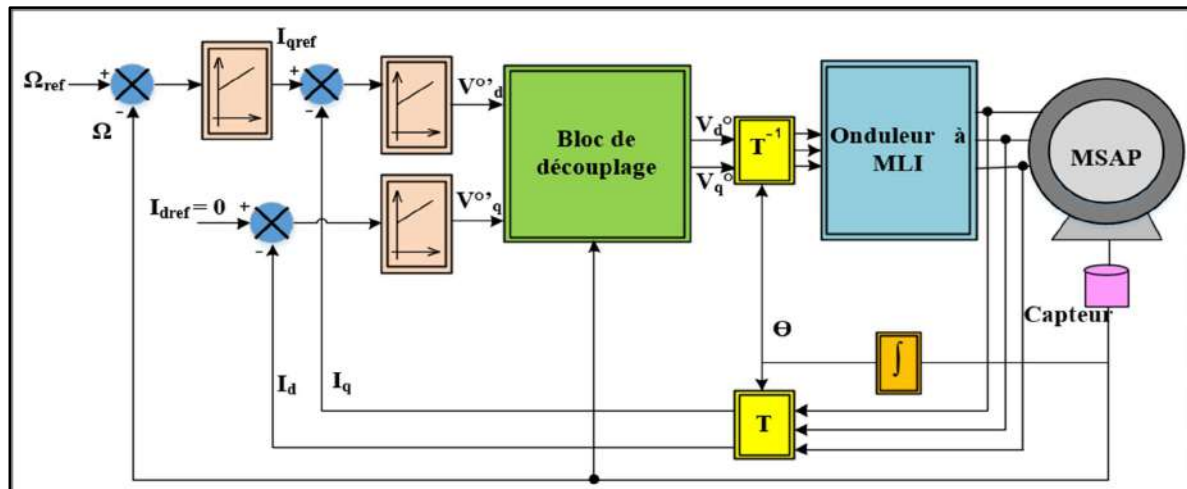 Ωref
+
-
Ω
Iqref
+
-
V°'d
Idref = 0
+
-
V°'q
Bloc de
découplage
Vd°
Vq°
T⁻¹
Onduleur à
MLI
MSAP
Capteur
Θ
∫
Id
Iq
T